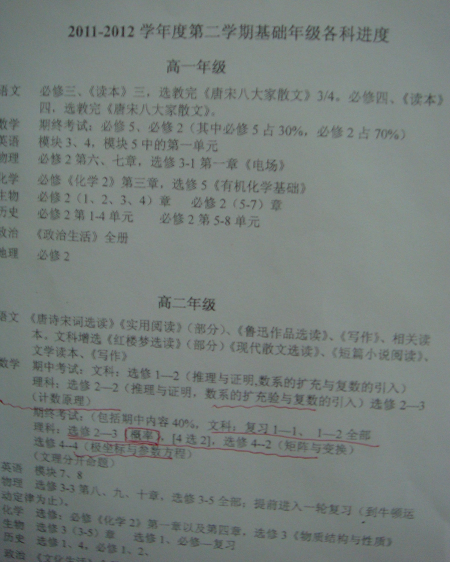 2011-2012 学年度第二学期基础年级各科进度
高一年级
语文 必修三、《读本》三，选教完《唐宋八大家散文》3/4。必修四、《读本》
四，选教完《唐宋八大家散文》。
数学 期终考试：必修5、必修2（其中必修5占30%，必修2占70%）
英语 模块3、4，模块5中的第一单元
物理 必修2第六、七章，选修3-1第一章《电场》
化学 必修《化学2》第三章，选修5《有机化学基础》
生物 必修2（1、2、3、4）章 必修2（5-7）章
历史 必修2第1-4单元 必修2第5-8单元
政治 《政治生活》全册
地理 必修2
高二年级
语文 《唐诗宋词选读》《实用阅读》（部分）、《鲁迅作品选读》、《写作》、相关读
本，文科增选《红楼梦选读》（部分）《现代散文选读》、《短篇小说阅读》、
文学读本、《写作》
数学 期中考试：文科：选修1—2（推理与证明、数系的扩充与复数的引入）
理科：选修2—2（推理与证明，数系的扩充验与复数的引入）选修2—3
（计数原理）
期终考试：（包括期中内容40%，文科：复习1—1、 1—2全部
理科：选修2—3（概率），[4选2]，选修4--2（矩阵与变换）
选修4—4（极坐标与参数方程）
（文理分开命题）
英语 模块7、8
物理 选修3-3第八、九、十章，选修3-5全部；提前进入一轮复习（到牛顿运
动定律为止）。
化学 选修：必修《化学2》第一章以及第四章，选修3《物质结构与性质》
生物 选修3（3-5）章 选修1、必修一复习
历史 选修1、4，必修1、2、
政治